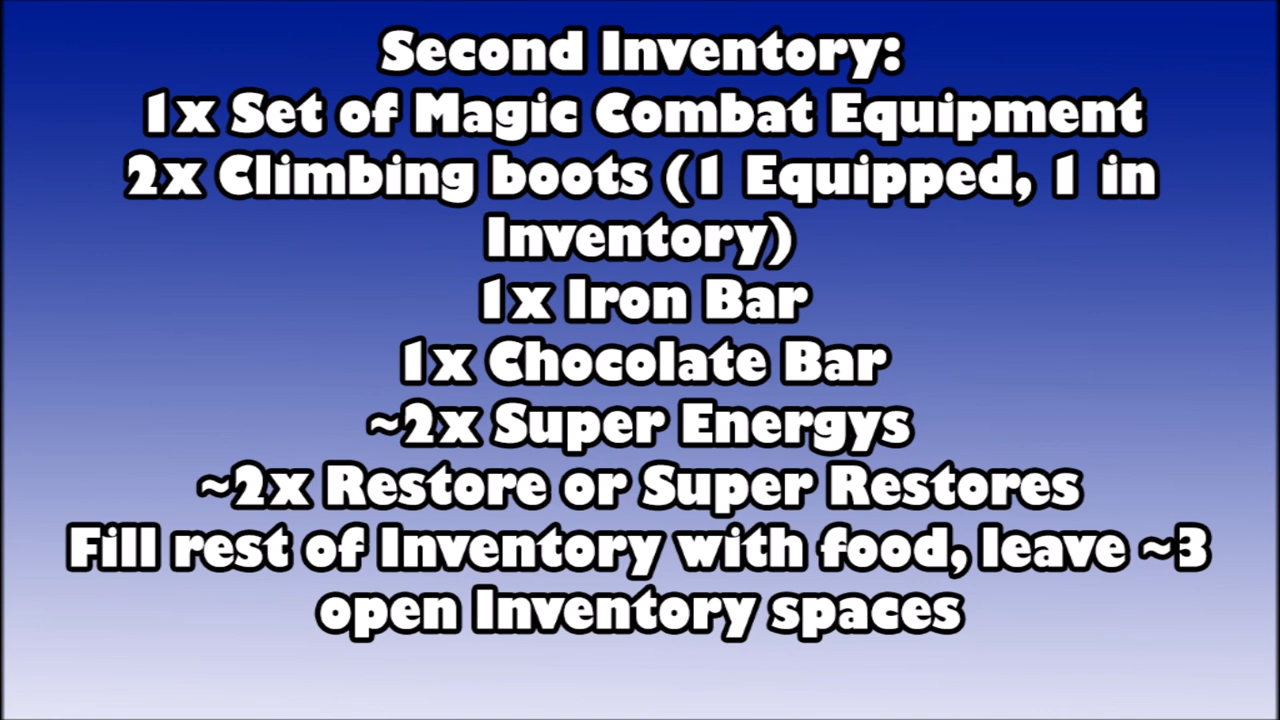 Second Inventory:
1x Set of Magic Combat Equipment
2x Climbing boots (1 Equipped, 1 in
Inventory)
1x Iron Bar
1x Chocolate Bar
~2x Super Energys
~2x Restore or Super Restores
Fill rest of Inventory with food, leave ~3
open Inventory spaces